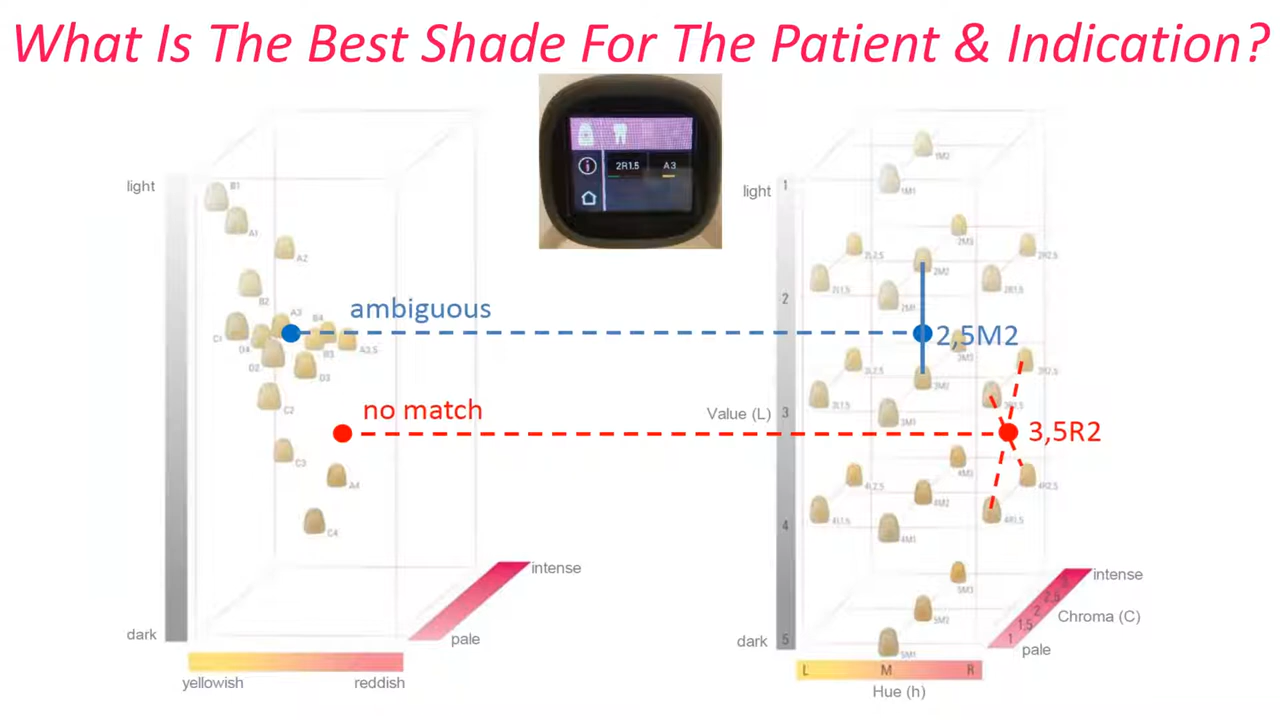 What Is The Best Shade For The Patient & Indication?
2R1.5 A3
light
B1
A1
A2
B2
A3
B4
C1
D4
B3
A3,5
D2
D3
C2
C3
A4
C4
dark
intense
pale
yellowish
reddish
ambiguous
no match
light
1
1M2
1M1
2M3
2L2,5
2R2,5
2M2
2L1,5
2R1,5
2
2M1
2,5M2
3M3
3R2,5
3L2,5
3M2
3L1,5
Value (L)
3
3M1
3,5R2
4M3
4L2,5
4R2,5
4M2
4L1,5
4R1,5
4
4M1
5M3
5M2
dark
5
5M1
intense
3
2,5
2
1,5
1
Chroma (C)
pale
L M R
Hue (h)